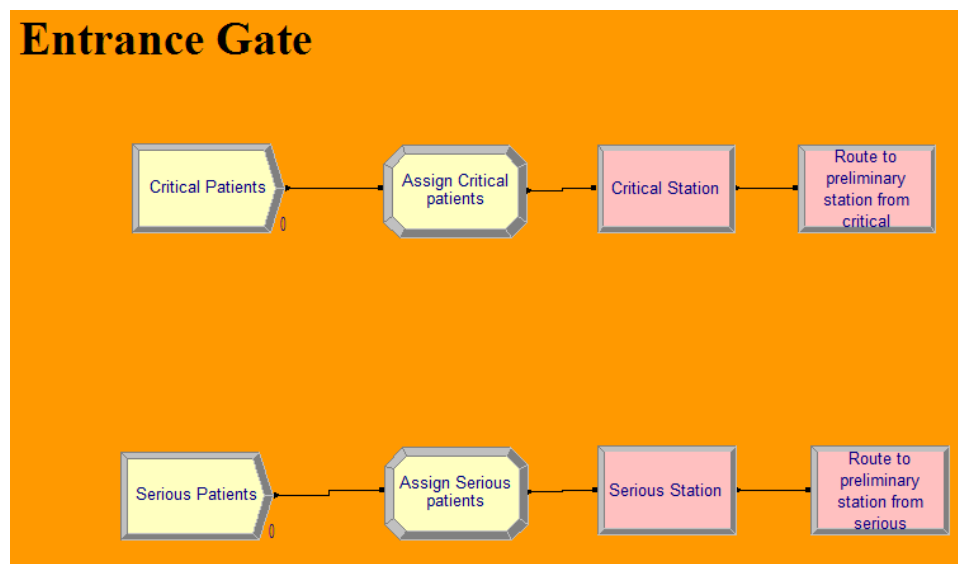 Entrance Gate
Critical Patients
0
Assign Critical
patients
Critical Station
Route to
preliminary
station from
critical
Serious Patients
0
Assign Serious
patients
Serious Station
Route to
preliminary
station from
serious